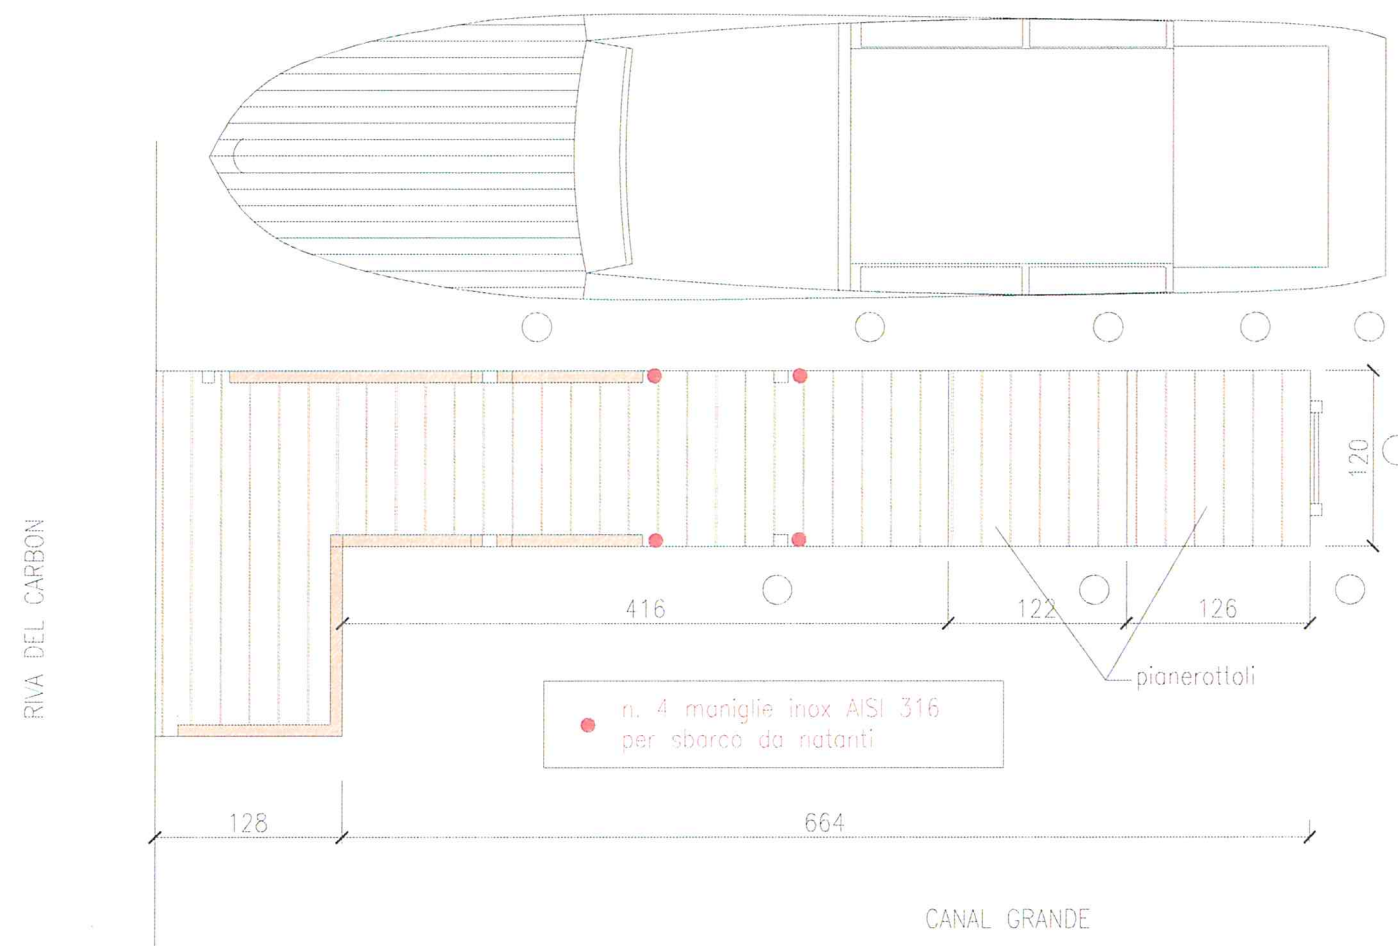 RIVA DEL CARBON
120
416
122
126
pianerottoli
n. 4 maniglie inox AISI 316
per sbarco da natanti
128
664
CANAL GRANDE